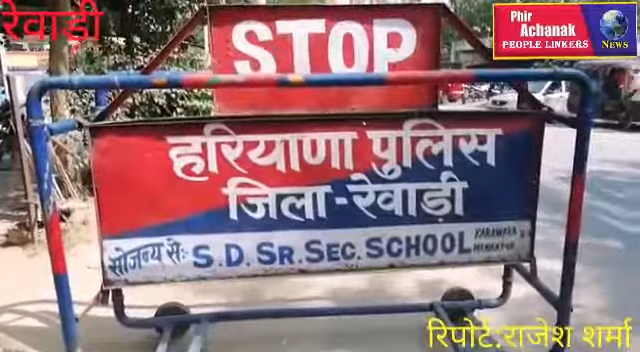 रेवाड़ी
Phir
Achanak
PEOPLE LINKERS
NEWS
STOP
हरियाणा पुलिस
जिला-रेवाड़ी
सोजन्य से:- S.D. SR. SEC. SCHOOL
रिपोर्ट:राजेश शर्मा